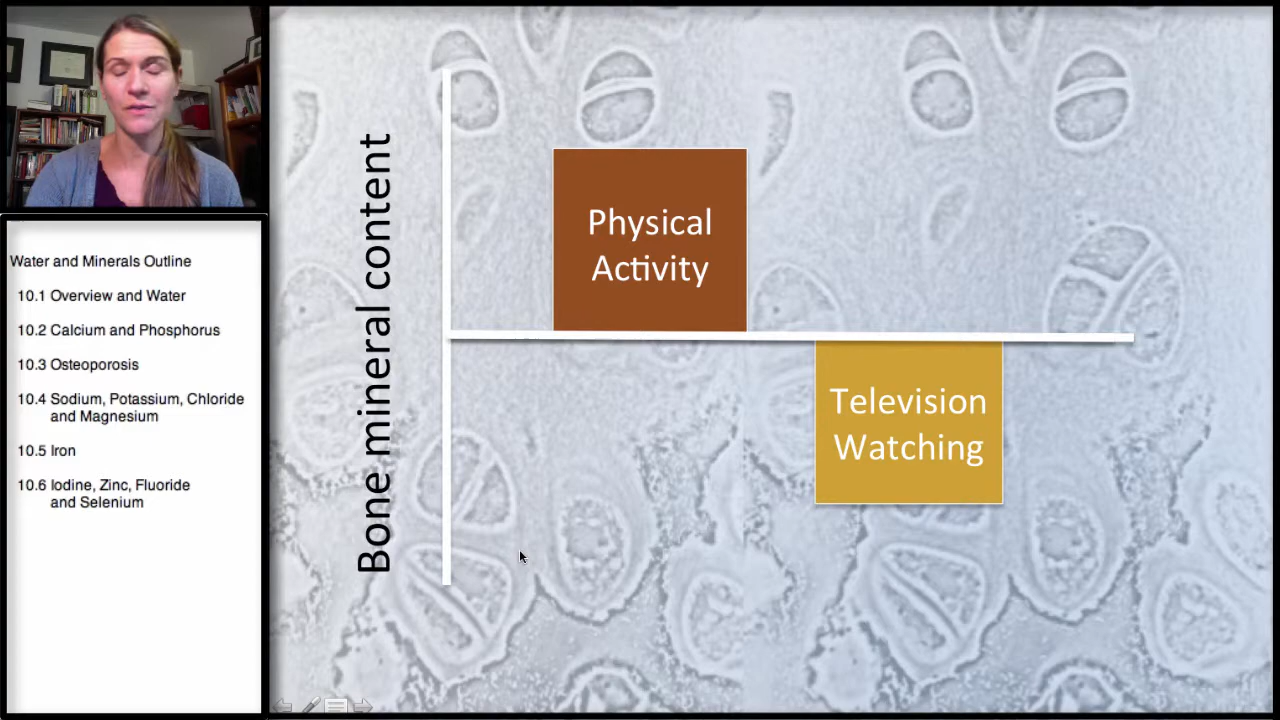 Water and Minerals Outline
10.1 Overview and Water
10.2 Calcium and Phosphorus
10.3 Osteoporosis
10.4 Sodium, Potassium, Chloride
and Magnesium
10.5 Iron
10.6 Iodine, Zinc, Fluoride
and Selenium
Bone mineral content
Physical
Activity
Television
Watching